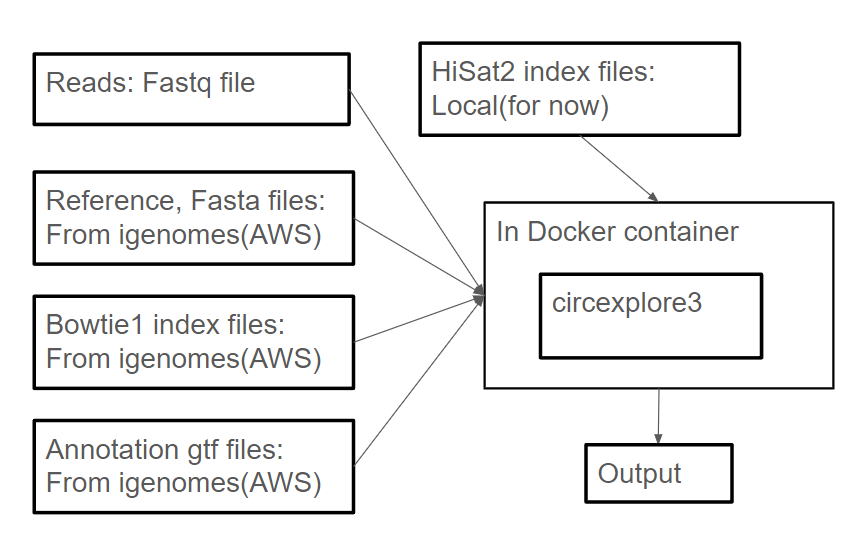 Reads: Fastq file
Reference, Fasta files:
From igenomes(AWS)
Bowtie1 index files:
From igenomes(AWS)
Annotation gtf files:
From igenomes(AWS)
HiSat2 index files:
Local(for now)
In Docker container
circexplore3
Output